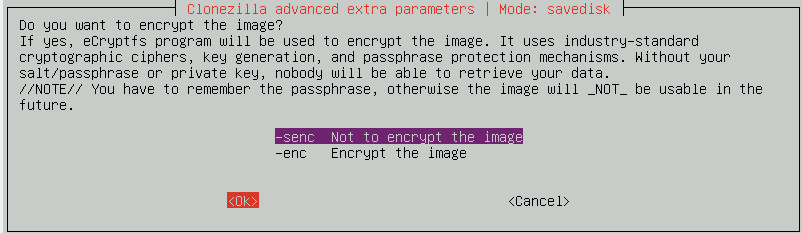 Clonezilla advanced extra parameters | Mode: savedisk
Do you want to encrypt the image?
If yes, eCryptfs program will be used to encrypt the image. It uses industry-standard
cryptographic ciphers, key generation, and passphrase protection mechanisms. Without your
salt/passphrase or private key, nobody will be able to retrieve your data.
//NOTE// You have to remember the passphrase, otherwise the image will _NOT_ be usable in the
future.
-senc  Not to encrypt the image
-enc   Encrypt the image
<Ok> <Cancel>